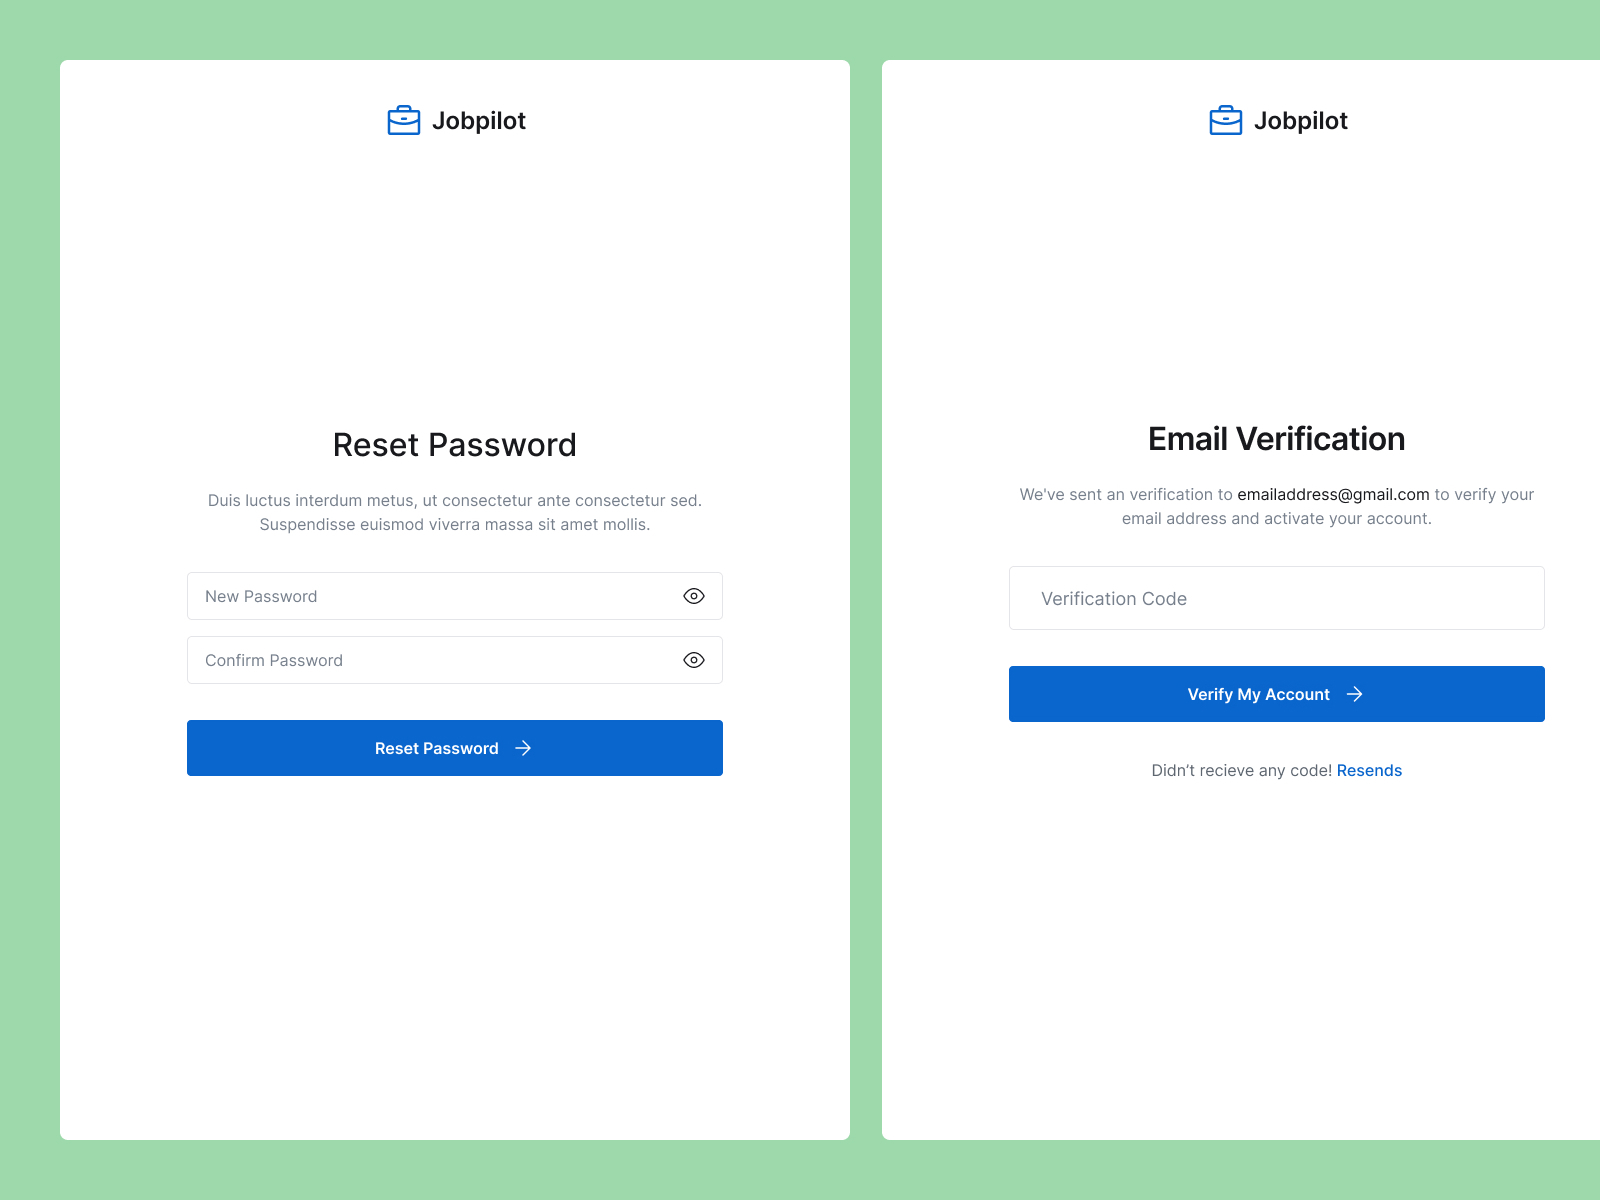 Jobpilot
Reset Password
Duis luctus interdum metus, ut consectetur ante consectetur sed.
Suspendisse euismod viverra massa sit amet mollis.
New Password
Confirm Password
Reset Password
Jobpilot
Email Verification
We've sent an verification to emailaddress@gmail.com to verify your
email address and activate your account.
Verification Code
Verify My Account
Didn’t recieve any code! Resends